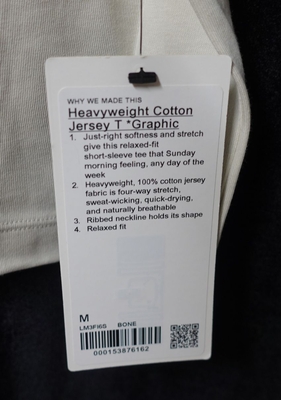 WHY WE MADE THIS
Heavyweight Cotton
Jersey T *Graphic
1. Just-right softness and stretch
give this relaxed-fit
short-sleeve tee that Sunday
morning feeling, any day of the
week
2. Heavyweight, 100% cotton jersey
fabric is four-way stretch,
sweat-wicking, quick-drying,
and naturally breathable
3. Ribbed neckline holds its shape
4. Relaxed fit
M
LM3FI6S BONE
000153876162